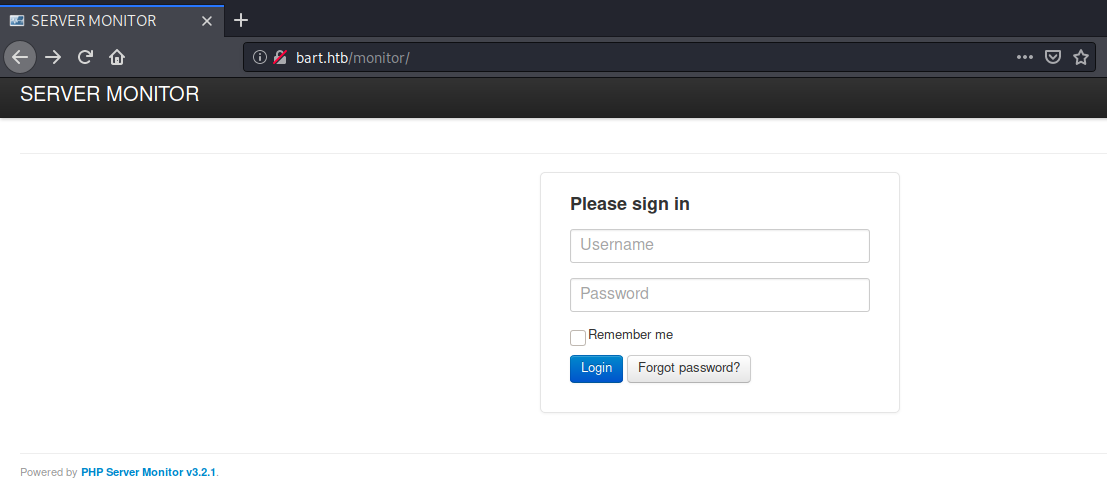 SERVER MONITOR
bart.htb/monitor/
SERVER MONITOR
Please sign in
Username
Password
Remember me
Login Forgot password?
Powered by PHP Server Monitor v3.2.1.